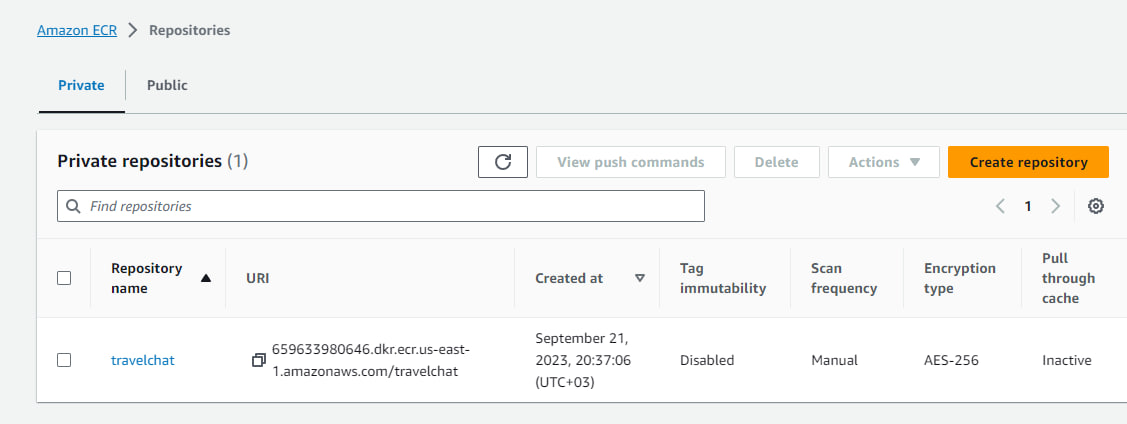 Amazon ECR > Repositories
Private
Public
Private repositories (1)
View push commands
Delete
Actions
Create repository
Find repositories
1
Repository name
URI
Created at
Tag immutability
Scan frequency
Encryption type
Pull through cache
travelchat
659633980646.dkr.ecr.us-east-
1.amazonaws.com/travelchat
September 21,
2023, 20:37:06
(UTC+03)
Disabled
Manual
AES-256
Inactive